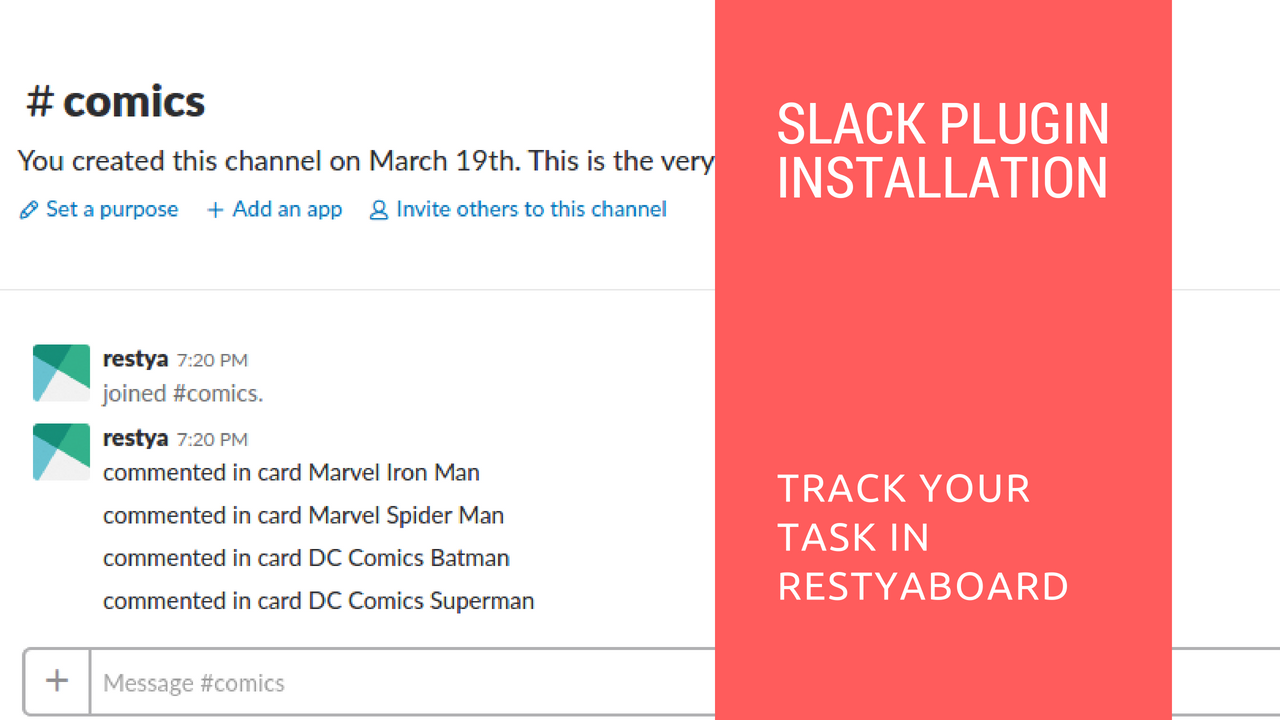 # comics
You created this channel on March 19th. This is the very
Set a purpose + Add an app Invite others to this channel
restya 7:20 PM
joined #comics.
restya 7:20 PM
commented in card Marvel Iron Man
commented in card Marvel Spider Man
commented in card DC Comics Batman
commented in card DC Comics Superman
+ Message #comics
SLACK PLUGIN
INSTALLATION
TRACK YOUR
TASK IN
RESTYABOARD